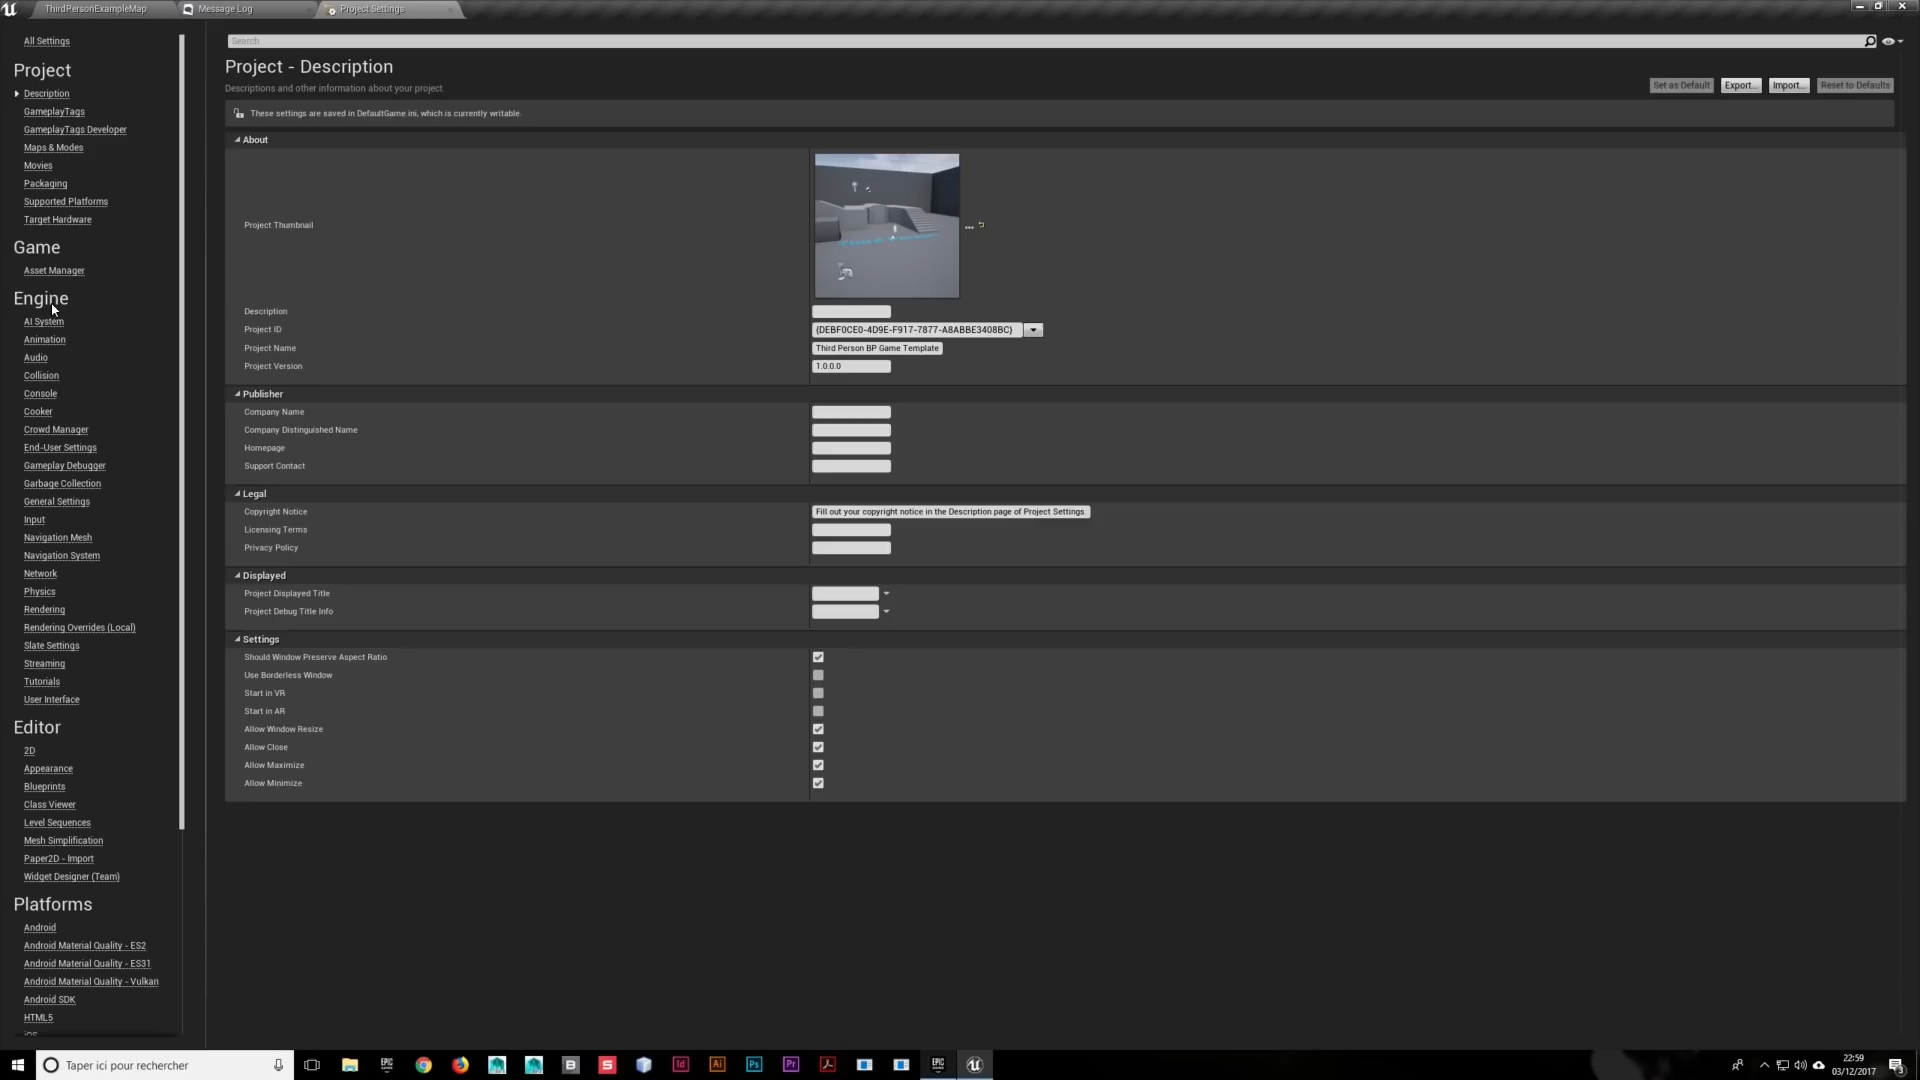 ThirdPersonExampleMap
Message Log
Project Settings
All Settings
Project
Description
GameplayTags
GameplayTags Developer
Maps & Modes
Movies
Packaging
Supported Platforms
Target Hardware
Game
Asset Manager
Engine
AI System
Animation
Audio
Collision
Console
Cooker
Crowd Manager
End-User Settings
Gameplay Debugger
Garbage Collection
General Settings
Input
Navigation Mesh
Navigation System
Network
Physics
Rendering
Rendering Overrides (Local)
Slate Settings
Streaming
Tutorials
User Interface
Editor
2D
Appearance
Blueprints
Class Viewer
Level Sequences
Mesh Simplification
Paper2D - Import
Widget Designer (Team)
Platforms
Android
Android Material Quality - ES2
Android Material Quality - ES31
Android Material Quality - Vulkan
Android SDK
HTML5
iOS
Search
Project - Description
Descriptions and other information about your project.
Set as Default
Export...
Import...
Reset to Defaults
These settings are saved in DefaultGame.ini, which is currently writable.
About
Project Thumbnail
Description
Project ID {DEBF0CE0-4D9E-F917-7877-A8ABBE3408BC}
Project Name Third Person BP Game Template
Project Version 1.0.0.0
Publisher
Company Name
Company Distinguished Name
Homepage
Support Contact
Legal
Copyright Notice Fill out your copyright notice in the Description page of Project Settings.
Licensing Terms
Privacy Policy
Displayed
Project Displayed Title
Project Debug Title Info
Settings
Should Window Preserve Aspect Ratio
Use Borderless Window
Start in VR
Start in AR
Allow Window Resize
Allow Close
Allow Maximize
Allow Minimize
Taper ici pour rechercher
EPIC
GAMES
B
S
Id
Ai
Ps
Pr
EPIC
GAMES
22:59
03/12/2017
3